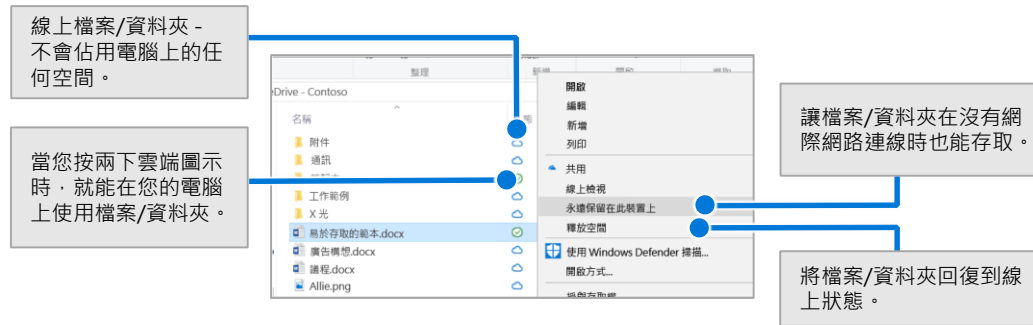 線上檔案/資料夾 -
不會佔用電腦上的任
何空間。
當您按兩下雲端圖示
時，就能在您的電腦
上使用檔案/資料夾。
整理
Drive - Contoso
名稱
附件
通訊
工作範例
X 光
易於存取的範本.docx
廣告構想.docx
議程.docx
Allie.png
開啟
編輯
新增
列印
共用
線上檢視
永遠保留在此裝置上
釋放空間
使用 Windows Defender 掃描...
開啟方式...
讓檔案/資料夾在沒有網
際網路連線時也能存取。
將檔案/資料夾回復到線
上狀態。